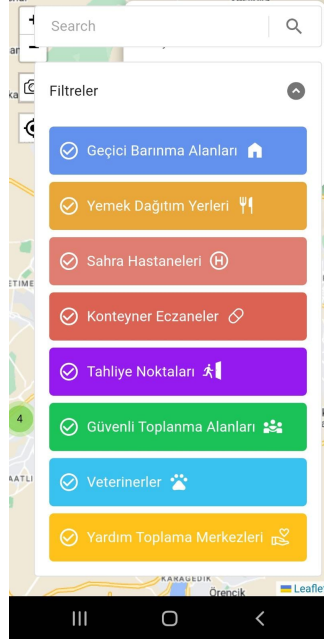 Search
Filtreler
Geçici Barınma Alanları
Yemek Dağıtım Yerleri
Sahra Hastaneleri
H
Konteyner Eczaneler
Tahliye Noktaları
4
Güvenli Toplanma Alanları
Veterinerler
Yardım Toplama Merkezleri
KARAGEDİK
Örencik
Leafle